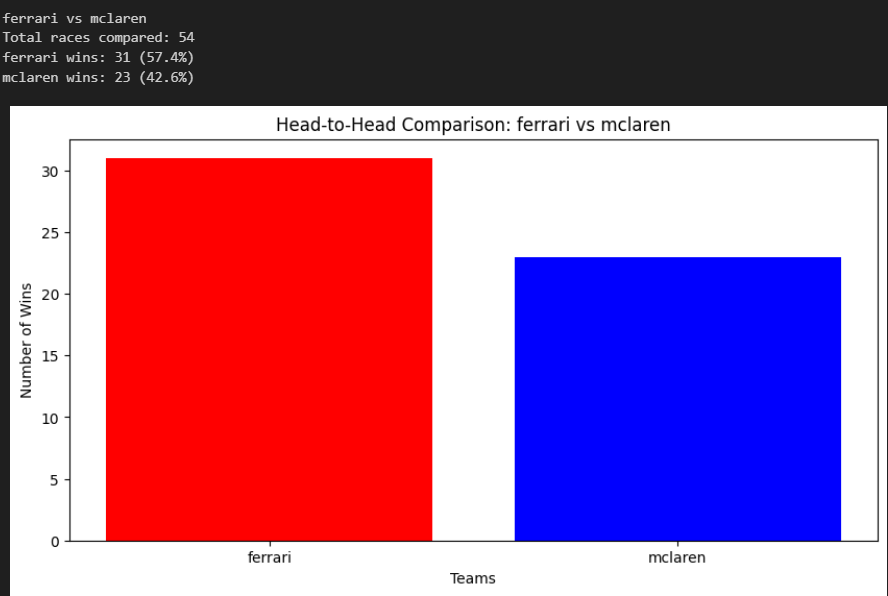 ferrari vs mclaren
Total races compared: 54
ferrari wins: 31 (57.4%)
mclaren wins: 23 (42.6%)
Head-to-Head Comparison: ferrari vs mclaren
30
25
20
15
10
5
0
Number of Wins
ferrari
mclaren
Teams